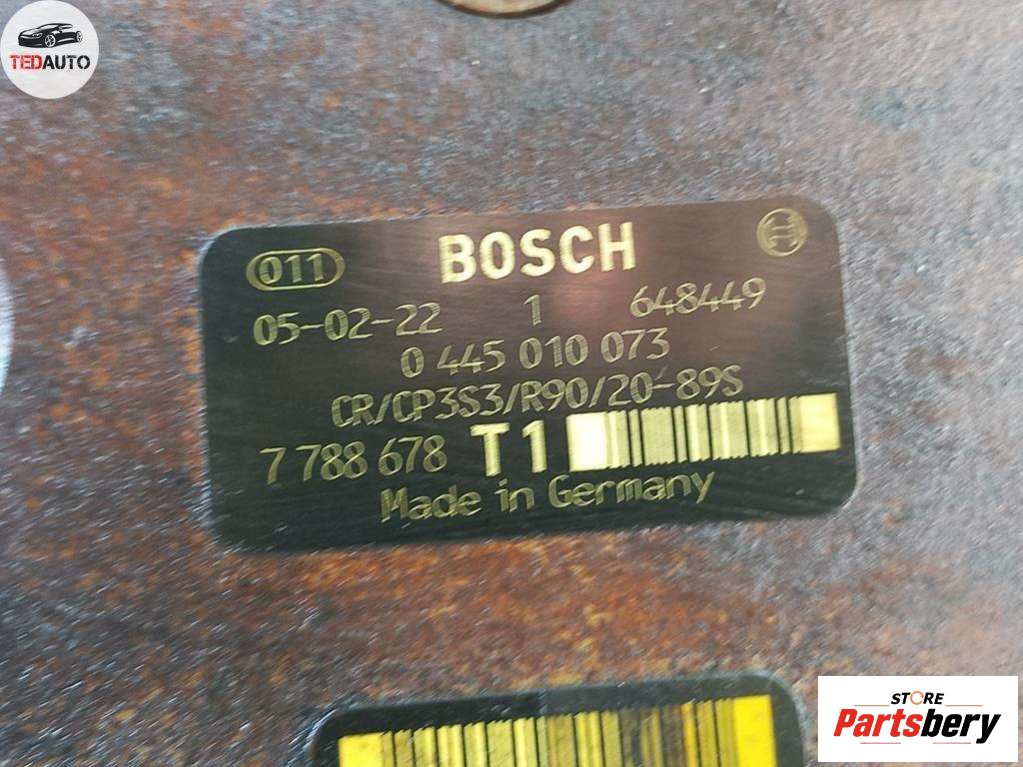 TEDAUTO
011 BOSCH
05-02-22 1 648449
0 445 010 073
CR/CP3S3/R90/20-89S
7 788 678 T1
Made in Germany
STORE
Partsbery